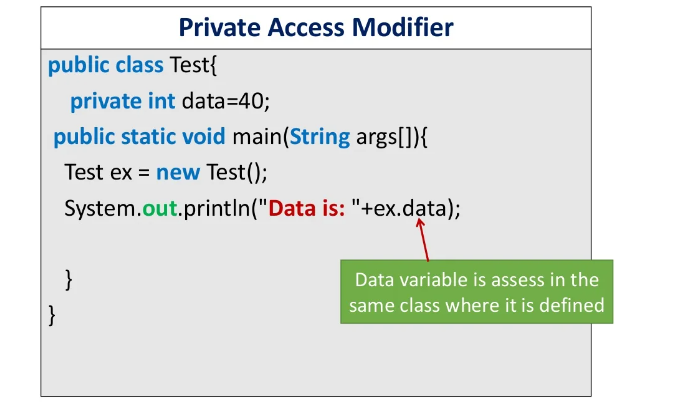 Private Access Modifier
public class Test{
private int data=40;
public static void main(String args[]){
Test ex = new Test();
System.out.println("Data is: "+ex.data);
}
}
Data variable is assess in the
same class where it is defined